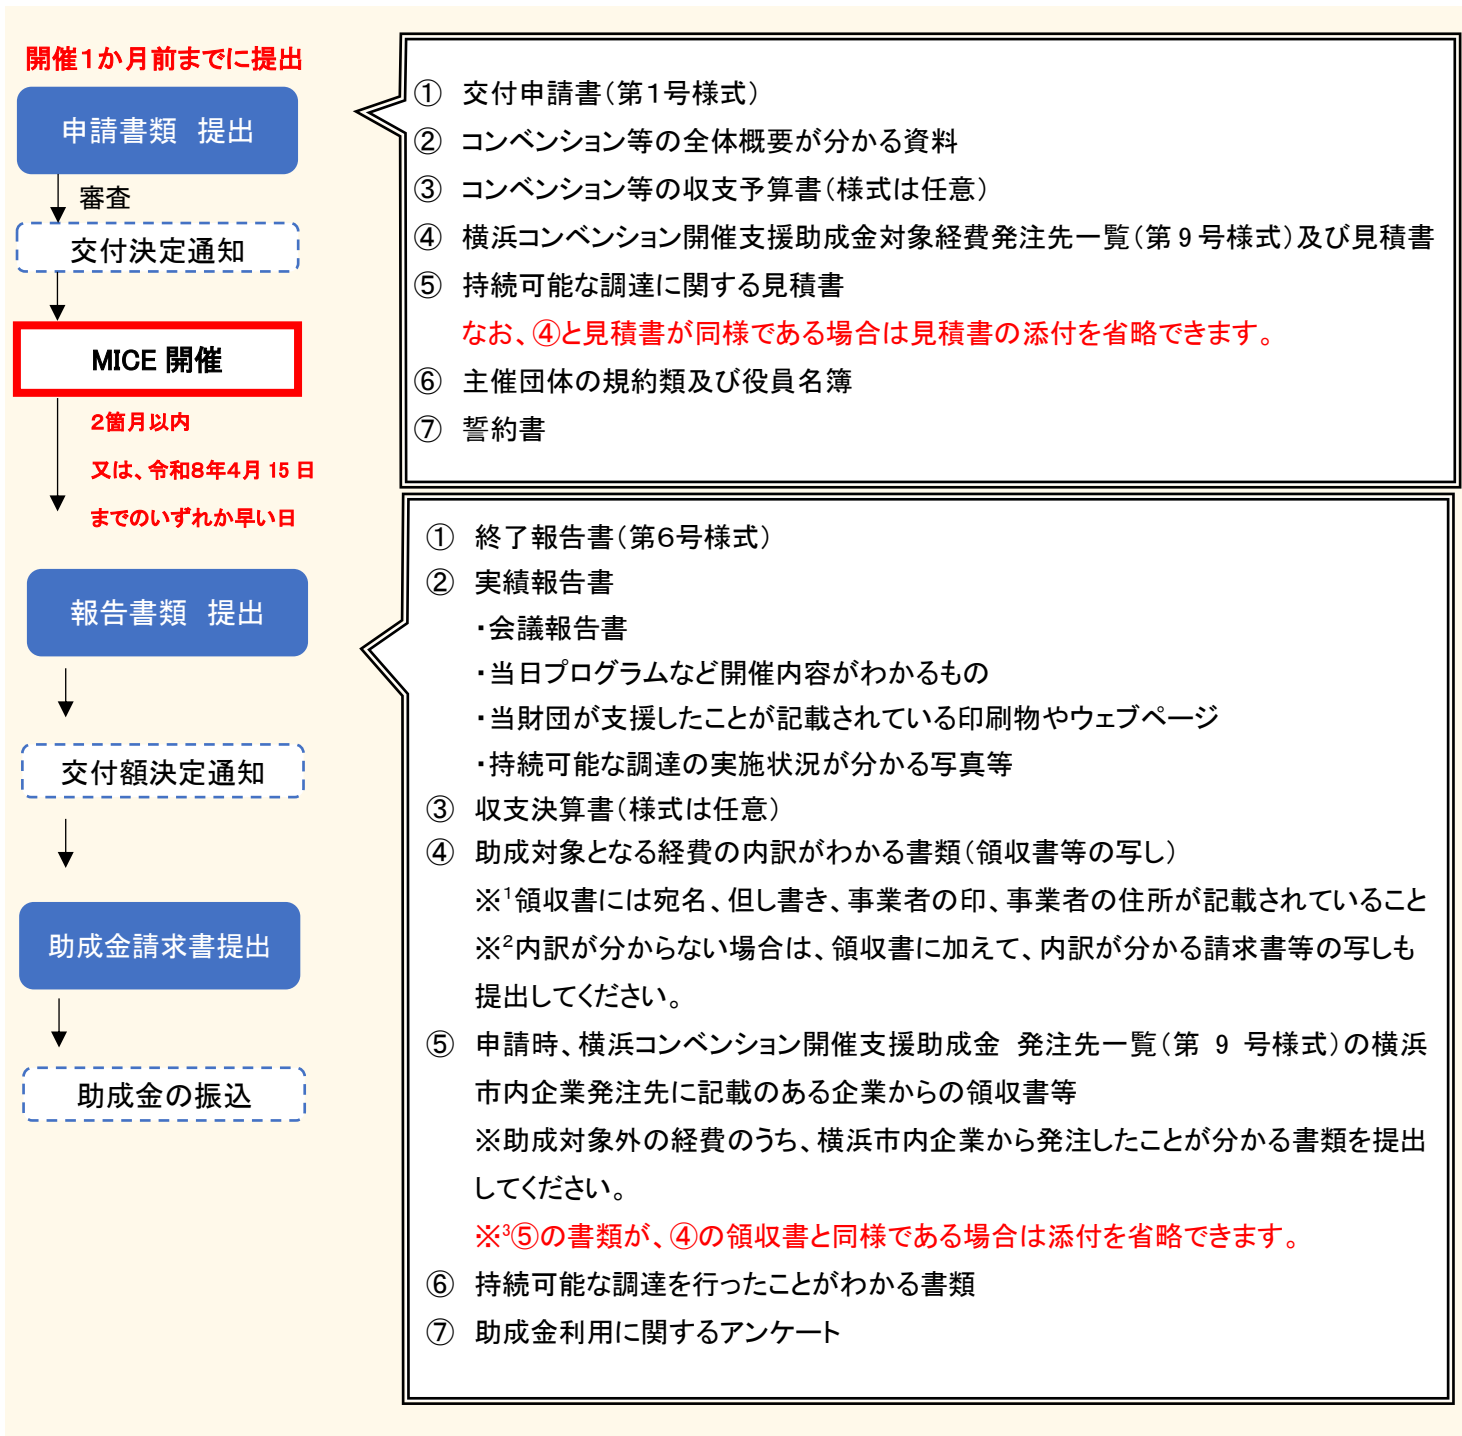 開催１か月前までに提出
申請書類　提出
審査
交付決定通知
MICE 開催
２箇月以内
又は、令和８年４月 15 日
までのいずれか早い日
報告書類　提出
交付額決定通知
助成金請求書提出
助成金の振込
① 交付申請書（第１号様式）
② コンベンション等の全体概要が分かる資料
③ コンベンション等の収支予算書（様式は任意）
④ 横浜コンベンション開催支援助成金対象経費発注先一覧（第 9 号様式）及び見積書
⑤ 持続可能な調達に関する見積書
なお、④と見積書が同様である場合は見積書の添付を省略できます。
⑥ 主催団体の規約類及び役員名簿
⑦ 誓約書
① 終了報告書（第６号様式）
② 実績報告書
・会議報告書
・当日プログラムなど開催内容がわかるもの
・当財団が支援したことが記載されている印刷物やウェブページ
・持続可能な調達の実施状況が分かる写真等
③ 収支決算書（様式は任意）
④ 助成対象となる経費の内訳がわかる書類（領収書等の写し）
※¹領収書には宛名、但し書き、事業者の印、事業者の住所が記載されていること
※²内訳が分からない場合は、領収書に加えて、内訳が分かる請求書等の写しも
提出してください。
⑤ 申請時、横浜コンベンション開催支援助成金 発注先一覧（第 9 号様式）の横浜
市内企業発注先に記載のある企業からの領収書等
※助成対象外の経費のうち、横浜市内企業から発注したことが分かる書類を提出
してください。
※³⑤の書類が、④の領収書と同様である場合は添付を省略できます。
⑥ 持続可能な調達を行ったことがわかる書類
⑦ 助成金利用に関するアンケート